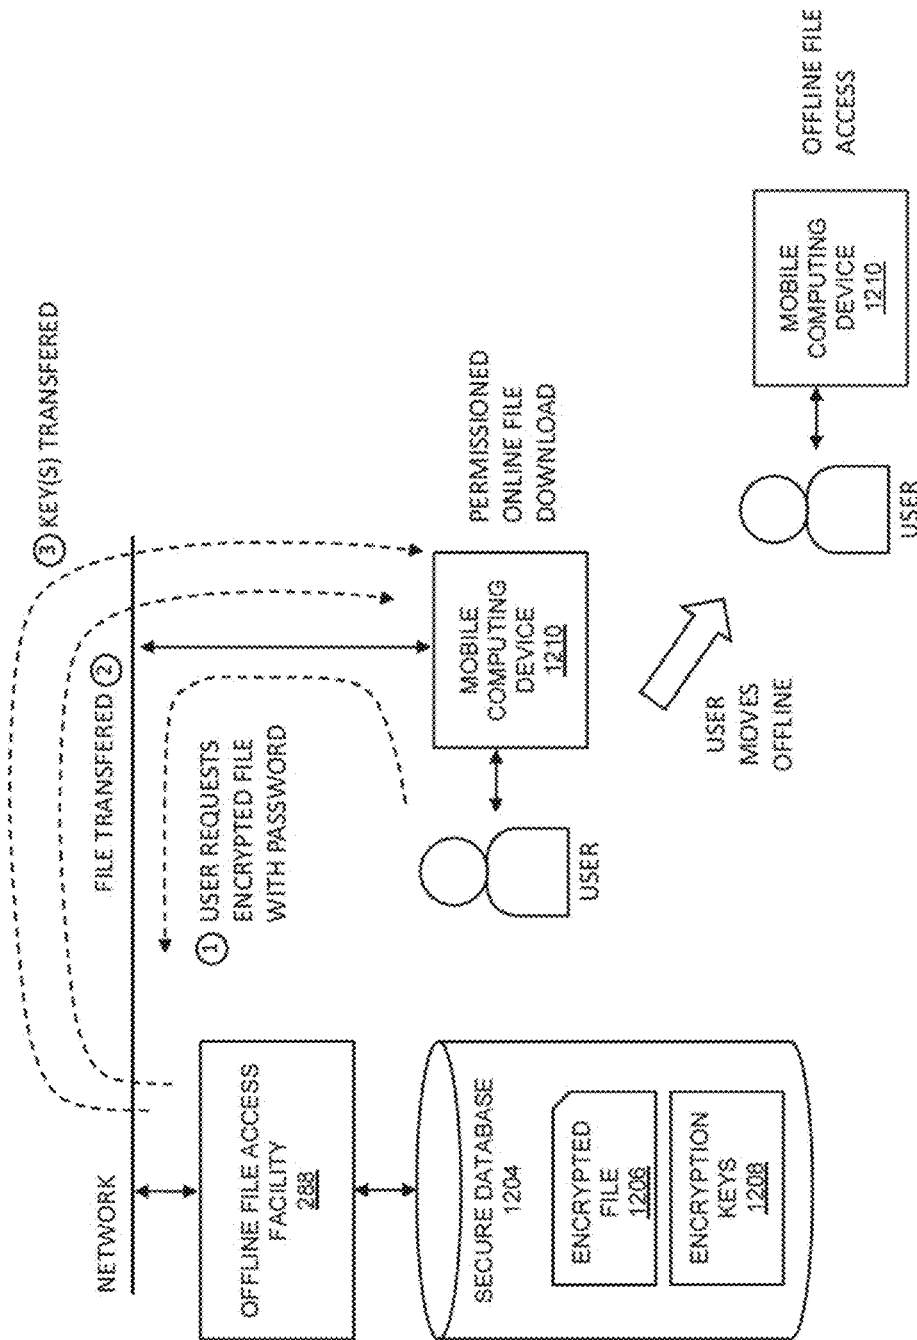 NETWORK
FILE TRANSFERED 2
3 KEY(S) TRANSFERED
OFFLINE FILE ACCESS
FACILITY
288
1 USER REQUESTS
ENCRYPTED FILE
WITH PASSWORD
SECURE DATABASE
1204
ENCRYPTED
FILE
1206
ENCRYPTION
KEYS
1208
USER
MOBILE
COMPUTING
DEVICE
1210
PERMISSIONED
ONLINE FILE
DOWNLOAD
USER
MOVES
OFFLINE
USER
MOBILE
COMPUTING
DEVICE
1210
OFFLINE FILE
ACCESS